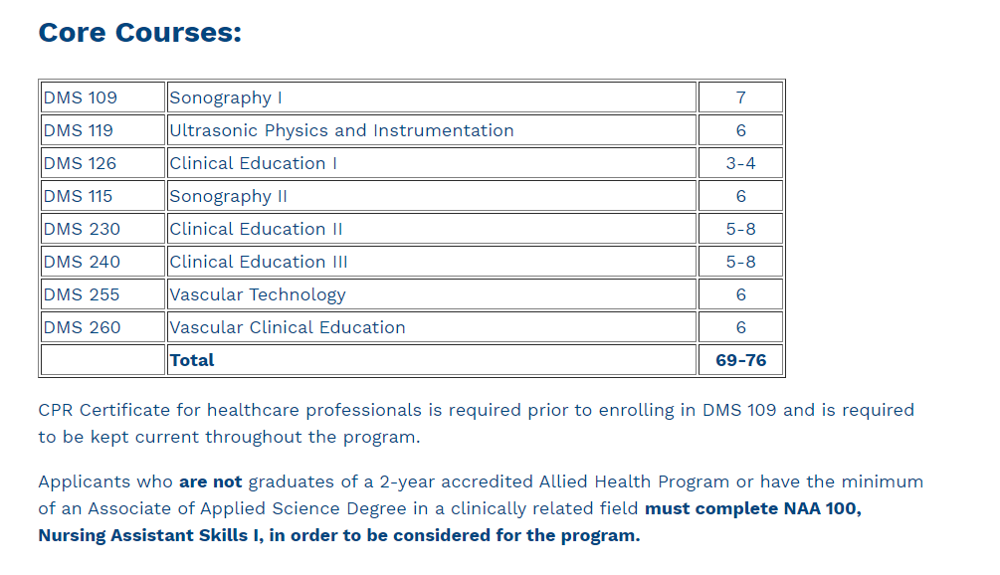 Core Courses:
DMS 109 Sonography I 7
DMS 119 Ultrasonic Physics and Instrumentation 6
DMS 126 Clinical Education I 3-4
DMS 115 Sonography II 6
DMS 230 Clinical Education II 5-8
DMS 240 Clinical Education III 5-8
DMS 255 Vascular Technology 6
DMS 260 Vascular Clinical Education 6
Total 69-76
CPR Certificate for healthcare professionals is required prior to enrolling in DMS 109 and is required
to be kept current throughout the program.
Applicants who are not graduates of a 2-year accredited Allied Health Program or have the minimum
of an Associate of Applied Science Degree in a clinically related field must complete NAA 100,
Nursing Assistant Skills I, in order to be considered for the program.